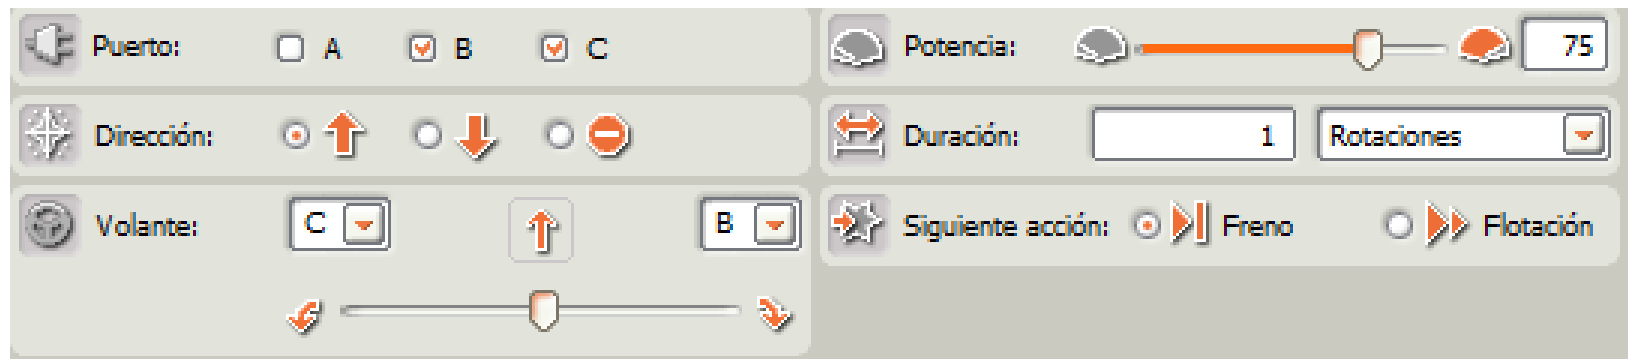 Puerto: A B C
Potencia: 75
Dirección:
Duración: 1 Rotaciones
Volante: C B
Siguiente acción: Freno Flotación